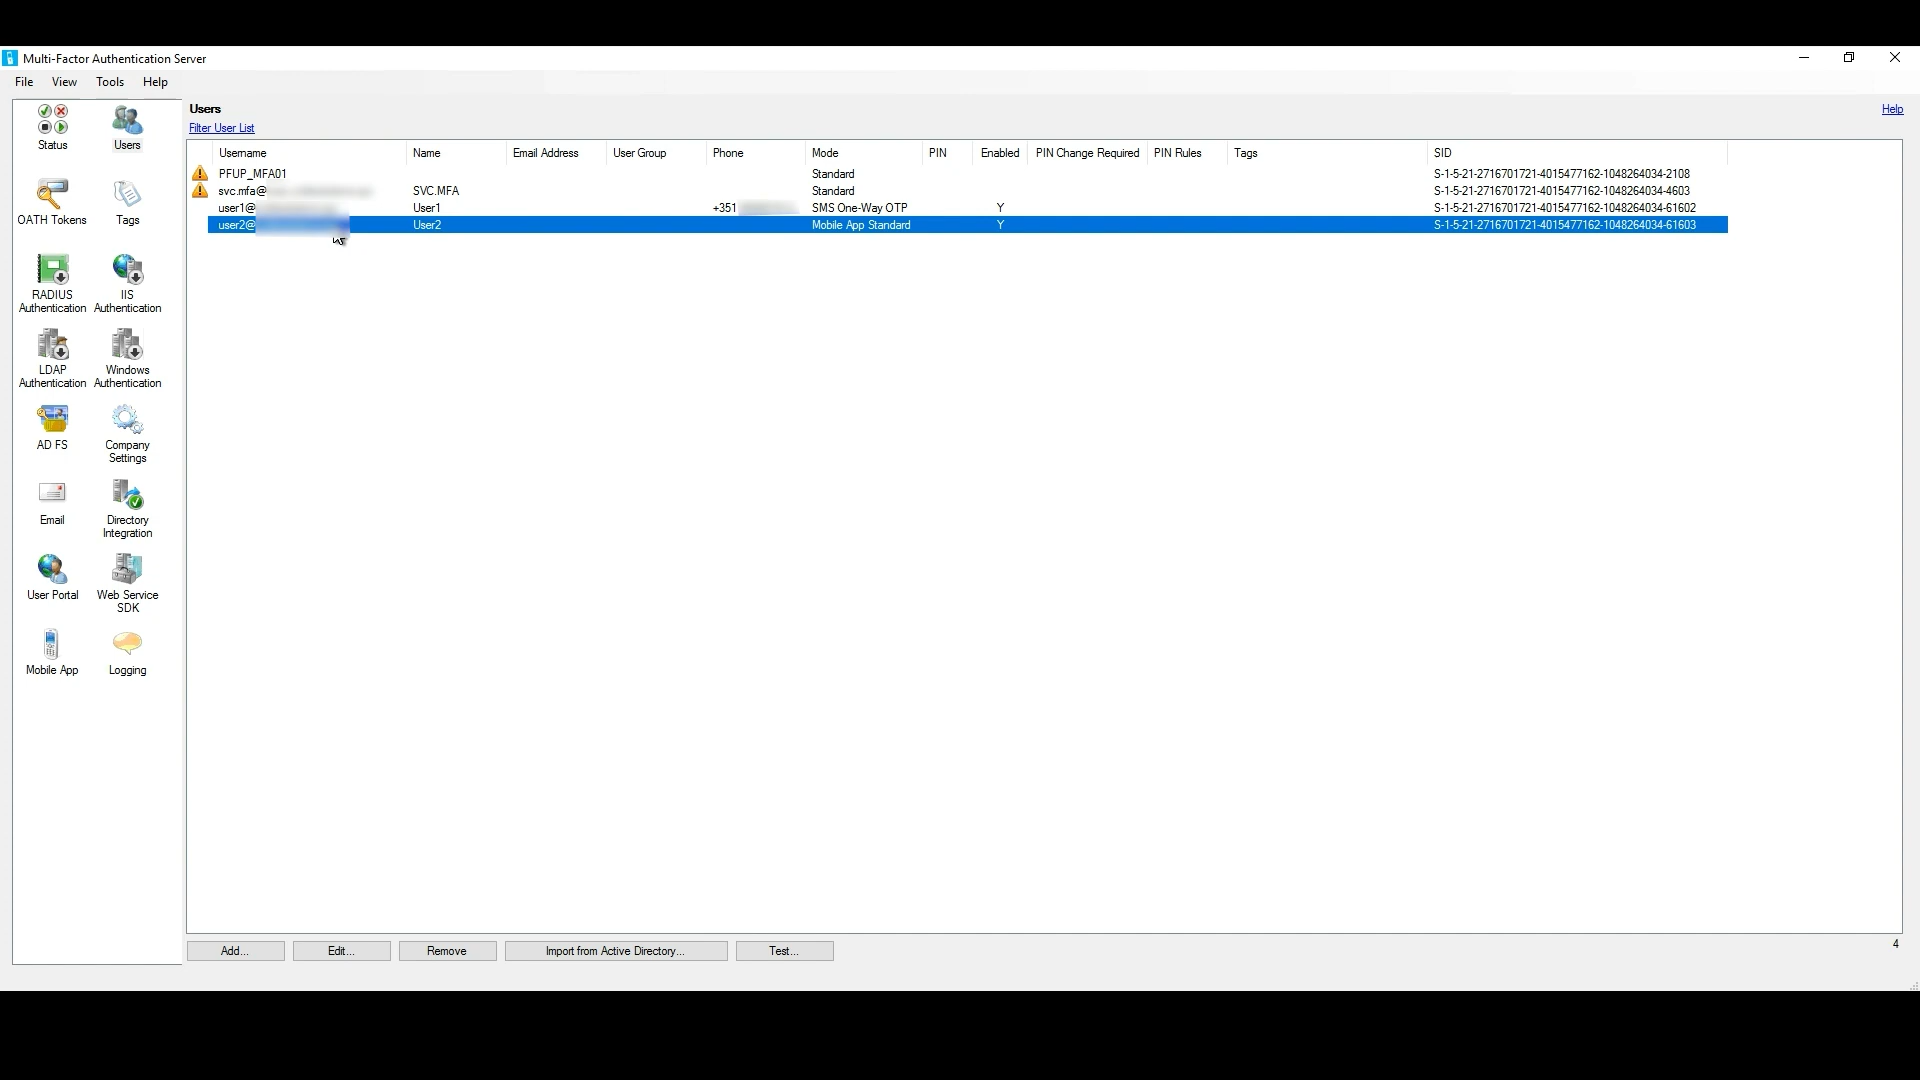 Multi-Factor Authentication Server
File View Tools Help
Status Users
OATH Tokens Tags
RADIUS Authentication IIS Authentication
LDAP Authentication Windows Authentication
AD FS Company Settings
Email Directory Integration
User Portal Web Service SDK
Mobile App Logging
Users
Help
Filter User List
Username Name Email Address User Group Phone Mode PIN Enabled PIN Change Required PIN Rules Tags SID
PFUP_MFA01 Standard S-1-5-21-2716701721-4015477162-1048264034-2108
svc.mfa@ SVC.MFA Standard S-1-5-21-2716701721-4015477162-1048264034-4603
user1@ User1 +351 SMS One-Way OTP Y S-1-5-21-2716701721-4015477162-1048264034-61602
user2@ User2 Mobile App Standard Y S-1-5-21-2716701721-4015477162-1048264034-61603
Add... Edit... Remove Import from Active Directory... Test... 4